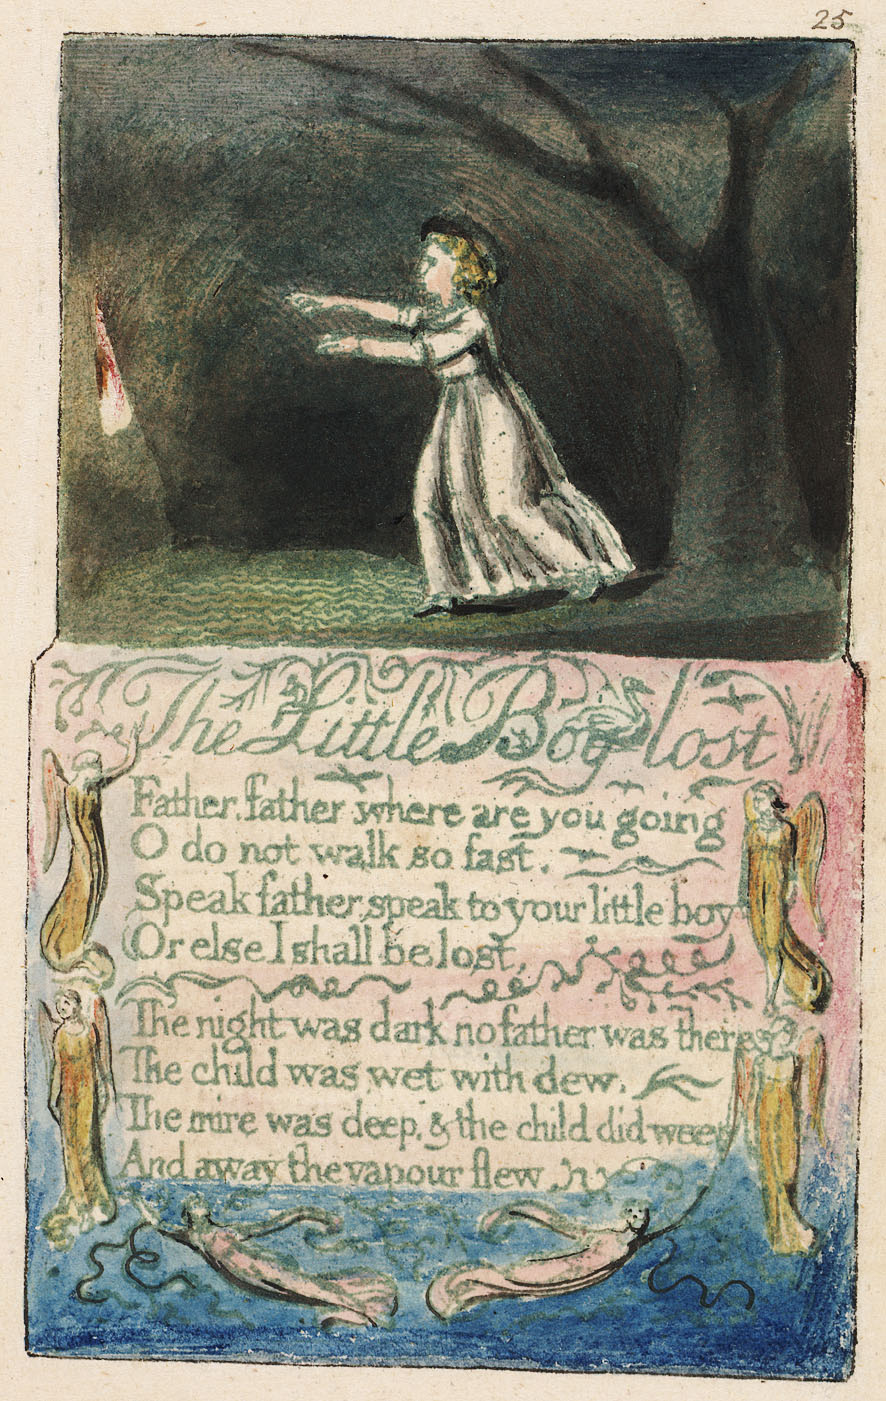 25
The Little Boy lost
Father, father where are you going
O do not walk so fast.
Speak father, speak to your little boy
Or else I shall be lost,
The night was dark no father was there
The child was wet with dew.
The mire was deep, & the child did weep
And away the vapour flew.